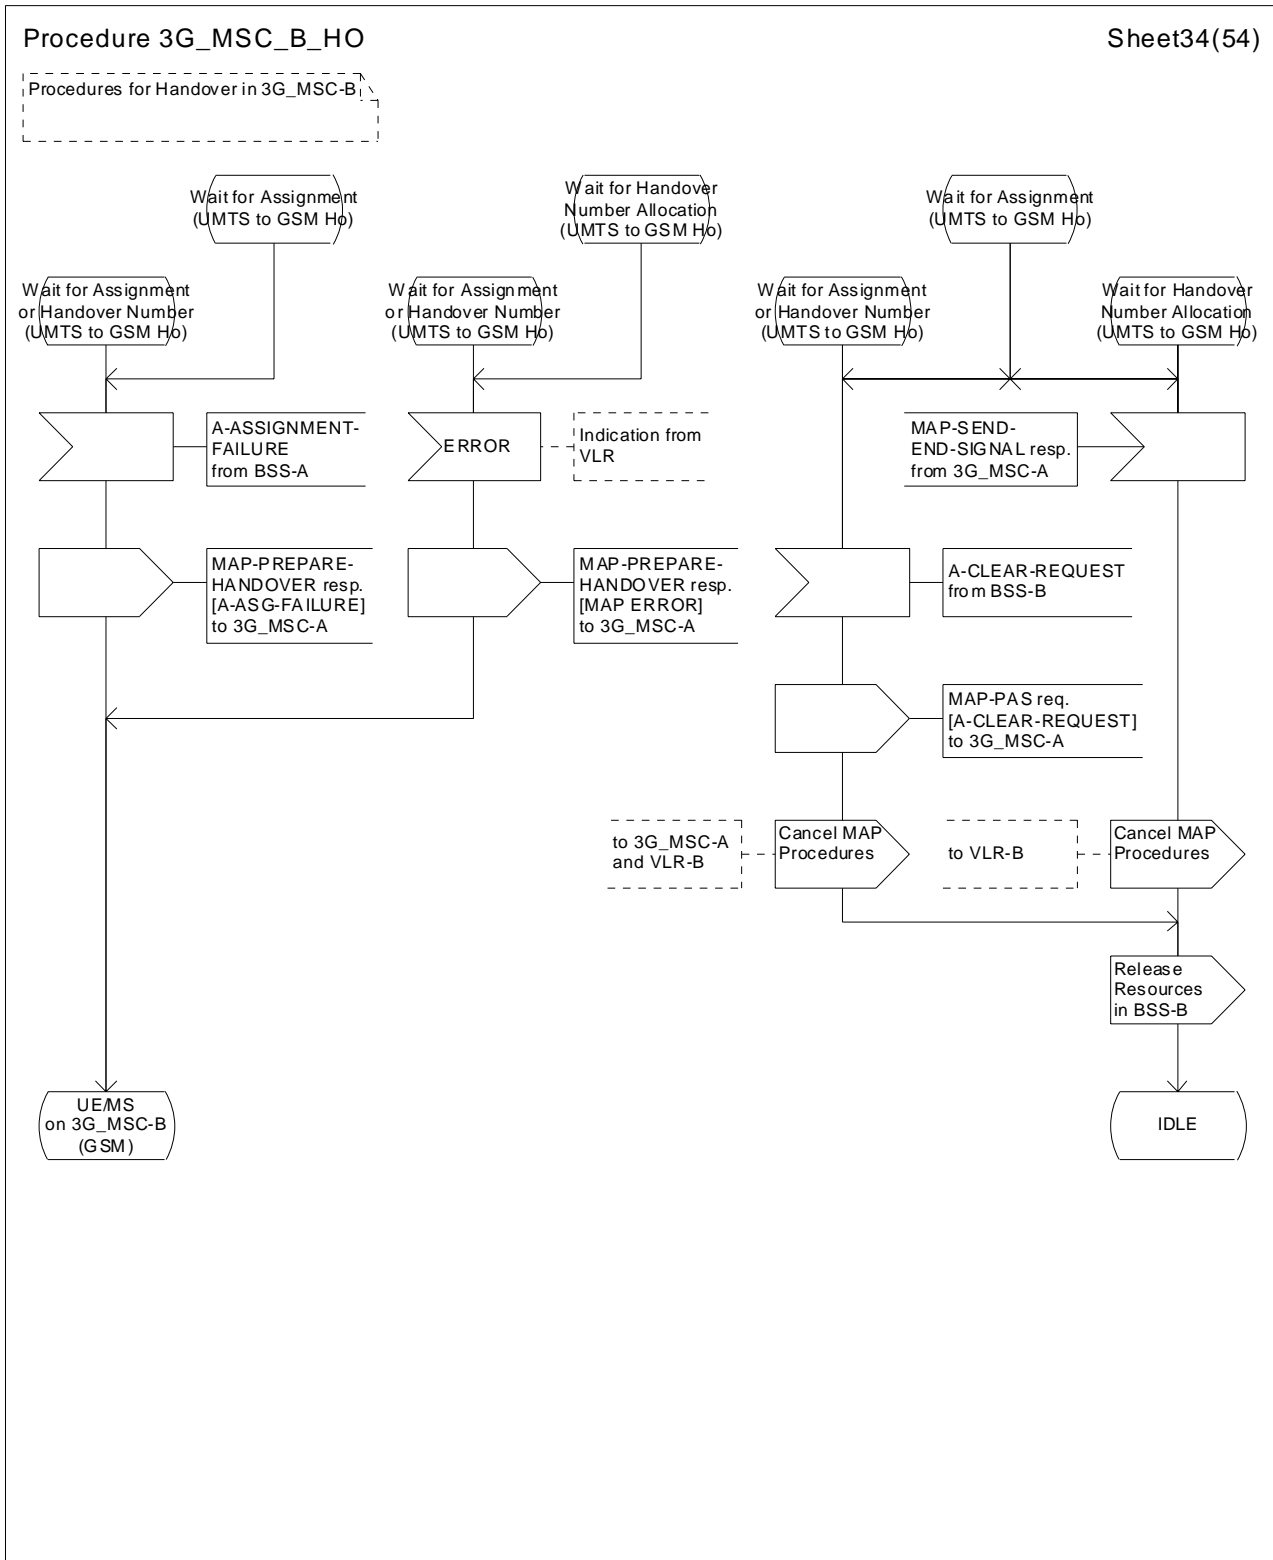 Procedure 3G_MSC_B_HO
Sheet34(54)
Procedures for Handover in 3G_MSC-B
Wait for Assignment
(UMTS to GSM Ho)
Wait for Handover
Number Allocation
(UMTS to GSM Ho)
Wait for Assignment
(UMTS to GSM Ho)
Wait for Assignment
or Handover Number
(UMTS to GSM Ho)
Wait for Assignment
or Handover Number
(UMTS to GSM Ho)
Wait for Assignment
or Handover Number
(UMTS to GSM Ho)
Wait for Handover
Number Allocation
(UMTS to GSM Ho)
A-ASSIGNMENT-
FAILURE
from BSS-A
ERROR
Indication from
VLR
MAP-SEND-
END-SIGNAL resp.
from 3G_MSC-A
MAP-PREPARE-
HANDOVER resp.
[A-ASG-FAILURE]
to 3G_MSC-A
MAP-PREPARE-
HANDOVER resp.
[MAP ERROR]
to 3G_MSC-A
A-CLEAR-REQUEST
from BSS-B
MAP-PAS req.
[A-CLEAR-REQUEST]
to 3G_MSC-A
to 3G_MSC-A
and VLR-B
Cancel MAP
Procedures
to VLR-B
Cancel MAP
Procedures
Release
Resources
in BSS-B
UE/MS
on 3G_MSC-B
(GSM)
IDLE